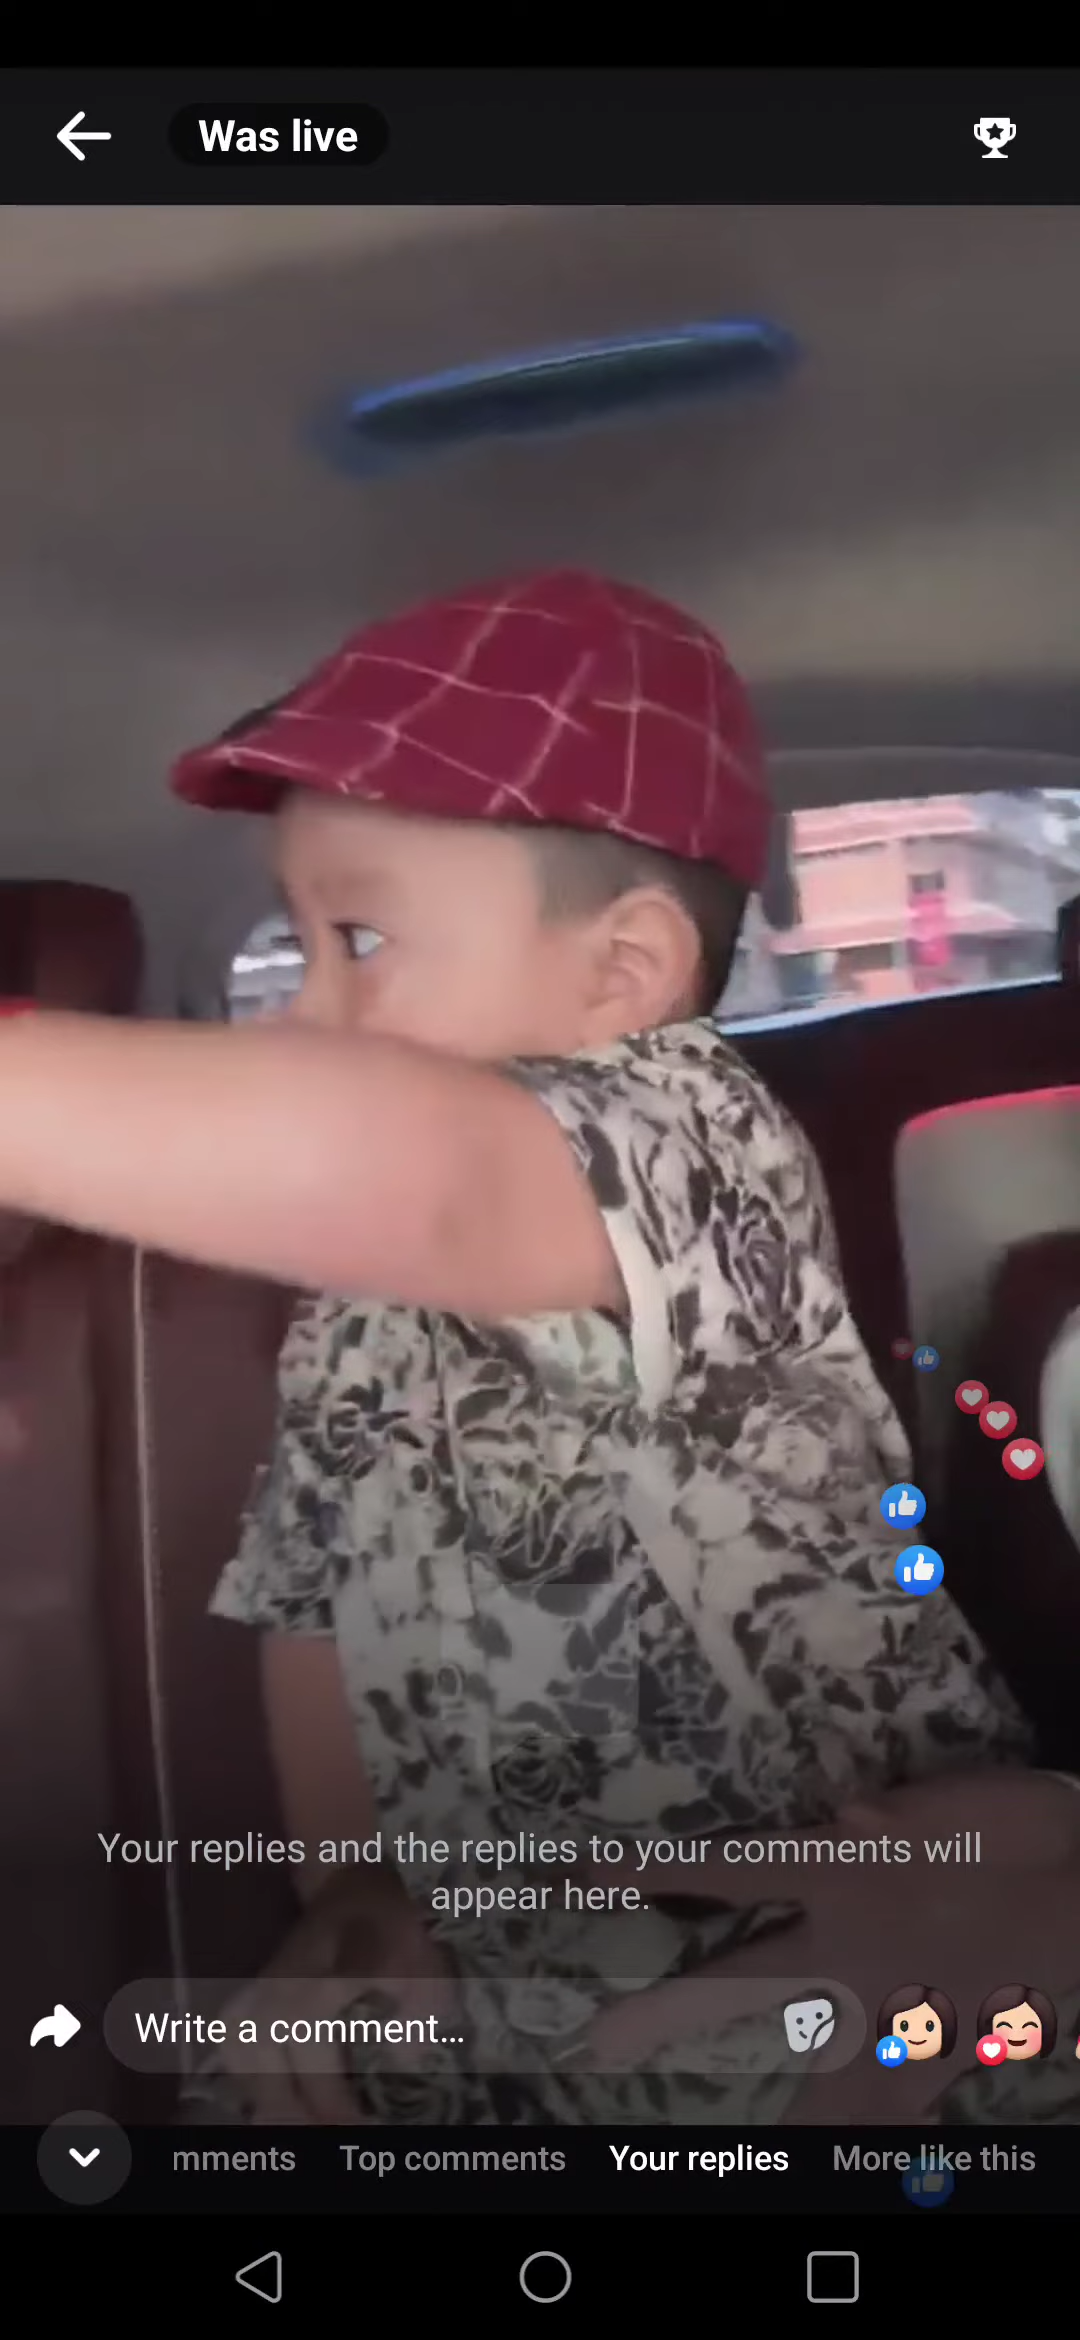 Was live
Your replies and the replies to your comments will
appear here.
Write a comment...
mments
Top comments
Your replies
More like this